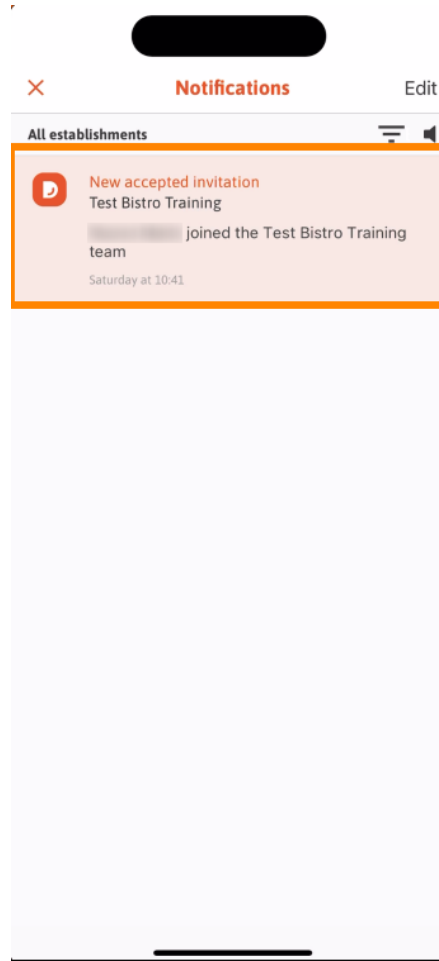 Notifications
Edit
All establishments
New accepted invitation
Test Bistro Training
joined the Test Bistro Training
team
Saturday at 10:41